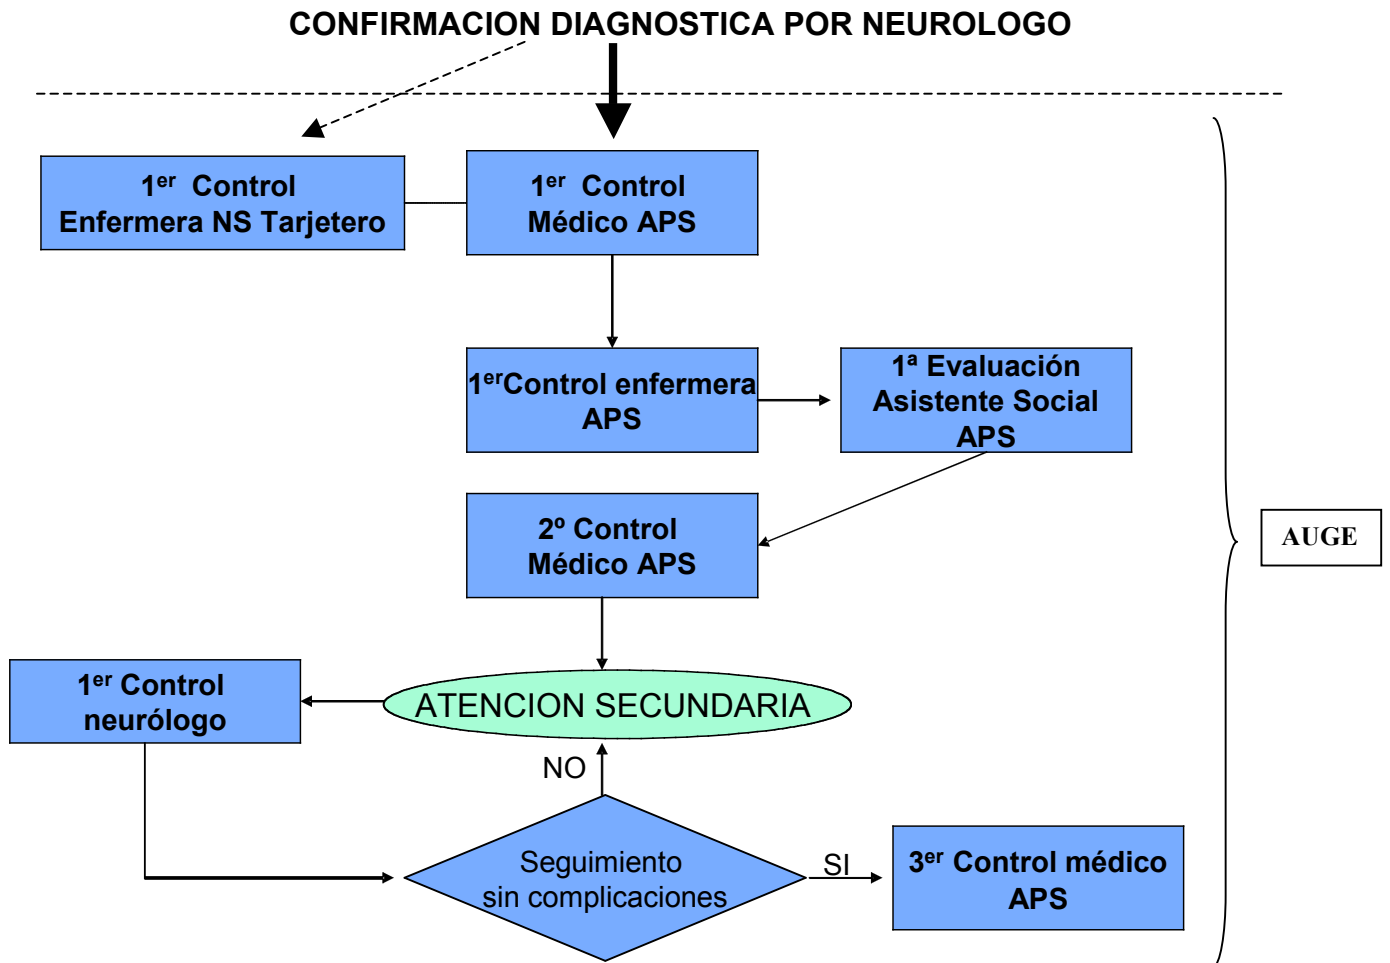 CONFIRMACION DIAGNOSTICA POR NEUROLOGO
1er Control
Enfermera NS Tarjetero
1er Control
Médico APS
1erControl enfermera
APS
1ª Evaluación
Asistente Social
APS
2º Control
Médico APS
AUGE
1er Control
neurólogo
ATENCION SECUNDARIA
NO
Seguimiento
sin complicaciones
SI
3er Control médico
APS